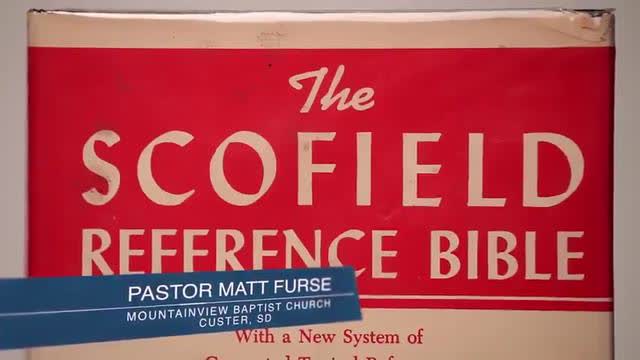 The
SCOFIELD
REFERENCE BIBLE
PASTOR MATT FURSE
MOUNTAINVIEW BAPTIST CHURCH
CUSTER, SD
With a New System of